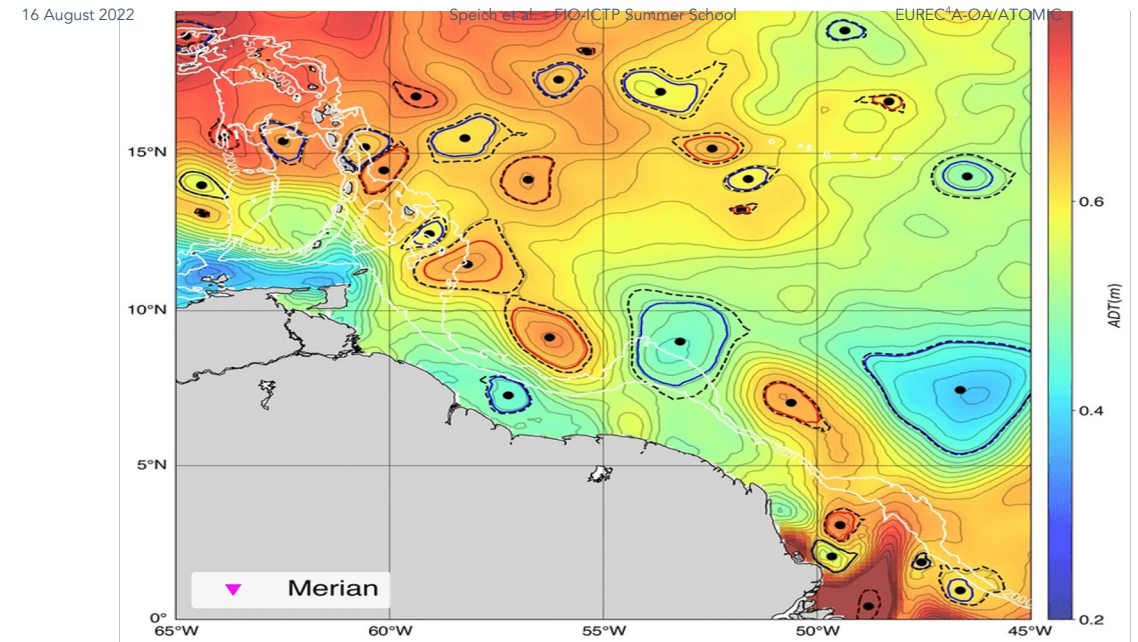 16 August 2022
Speich et al. – FIO-ICTP Summer School
EUREC⁴A-OA/ATOMIC
15°N
10°N
5°N
0°
65°W
60°W
55°W
50°W
45°W
Merian
0.6
0.4
0.2
ADT(m)
2000